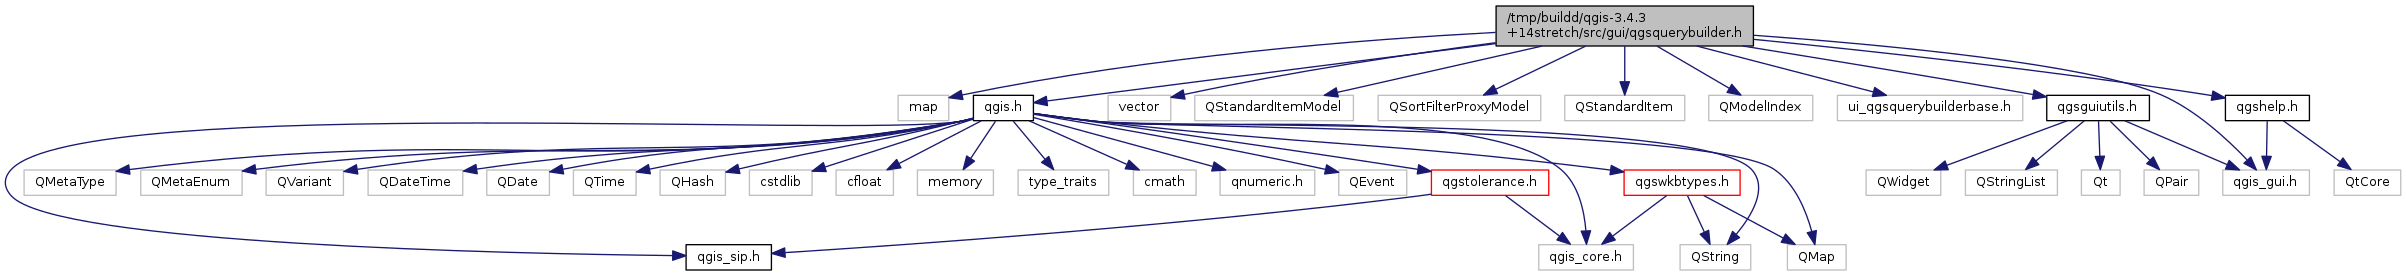 /tmp/buildd/qgis-3.4.3
+14stretch/src/gui/qgsquerybuilder.h
map
qgis.h
vector
QStandardItemModel
QSortFilterProxyModel
QStandardItem
QModelIndex
ui_qgsquerybuilderbase.h
qgsguiutils.h
qgshelp.h
QMetaType
QMetaEnum
QVariant
QDateTime
QDate
QTime
QHash
cstdlib
cfloat
memory
type_traits
cmath
qnumeric.h
QEvent
qgstolerance.h
qgswkbtypes.h
QWidget
QStringList
Qt
QPair
qgis_gui.h
QtCore
qgis_sip.h
qgis_core.h
QString
QMap